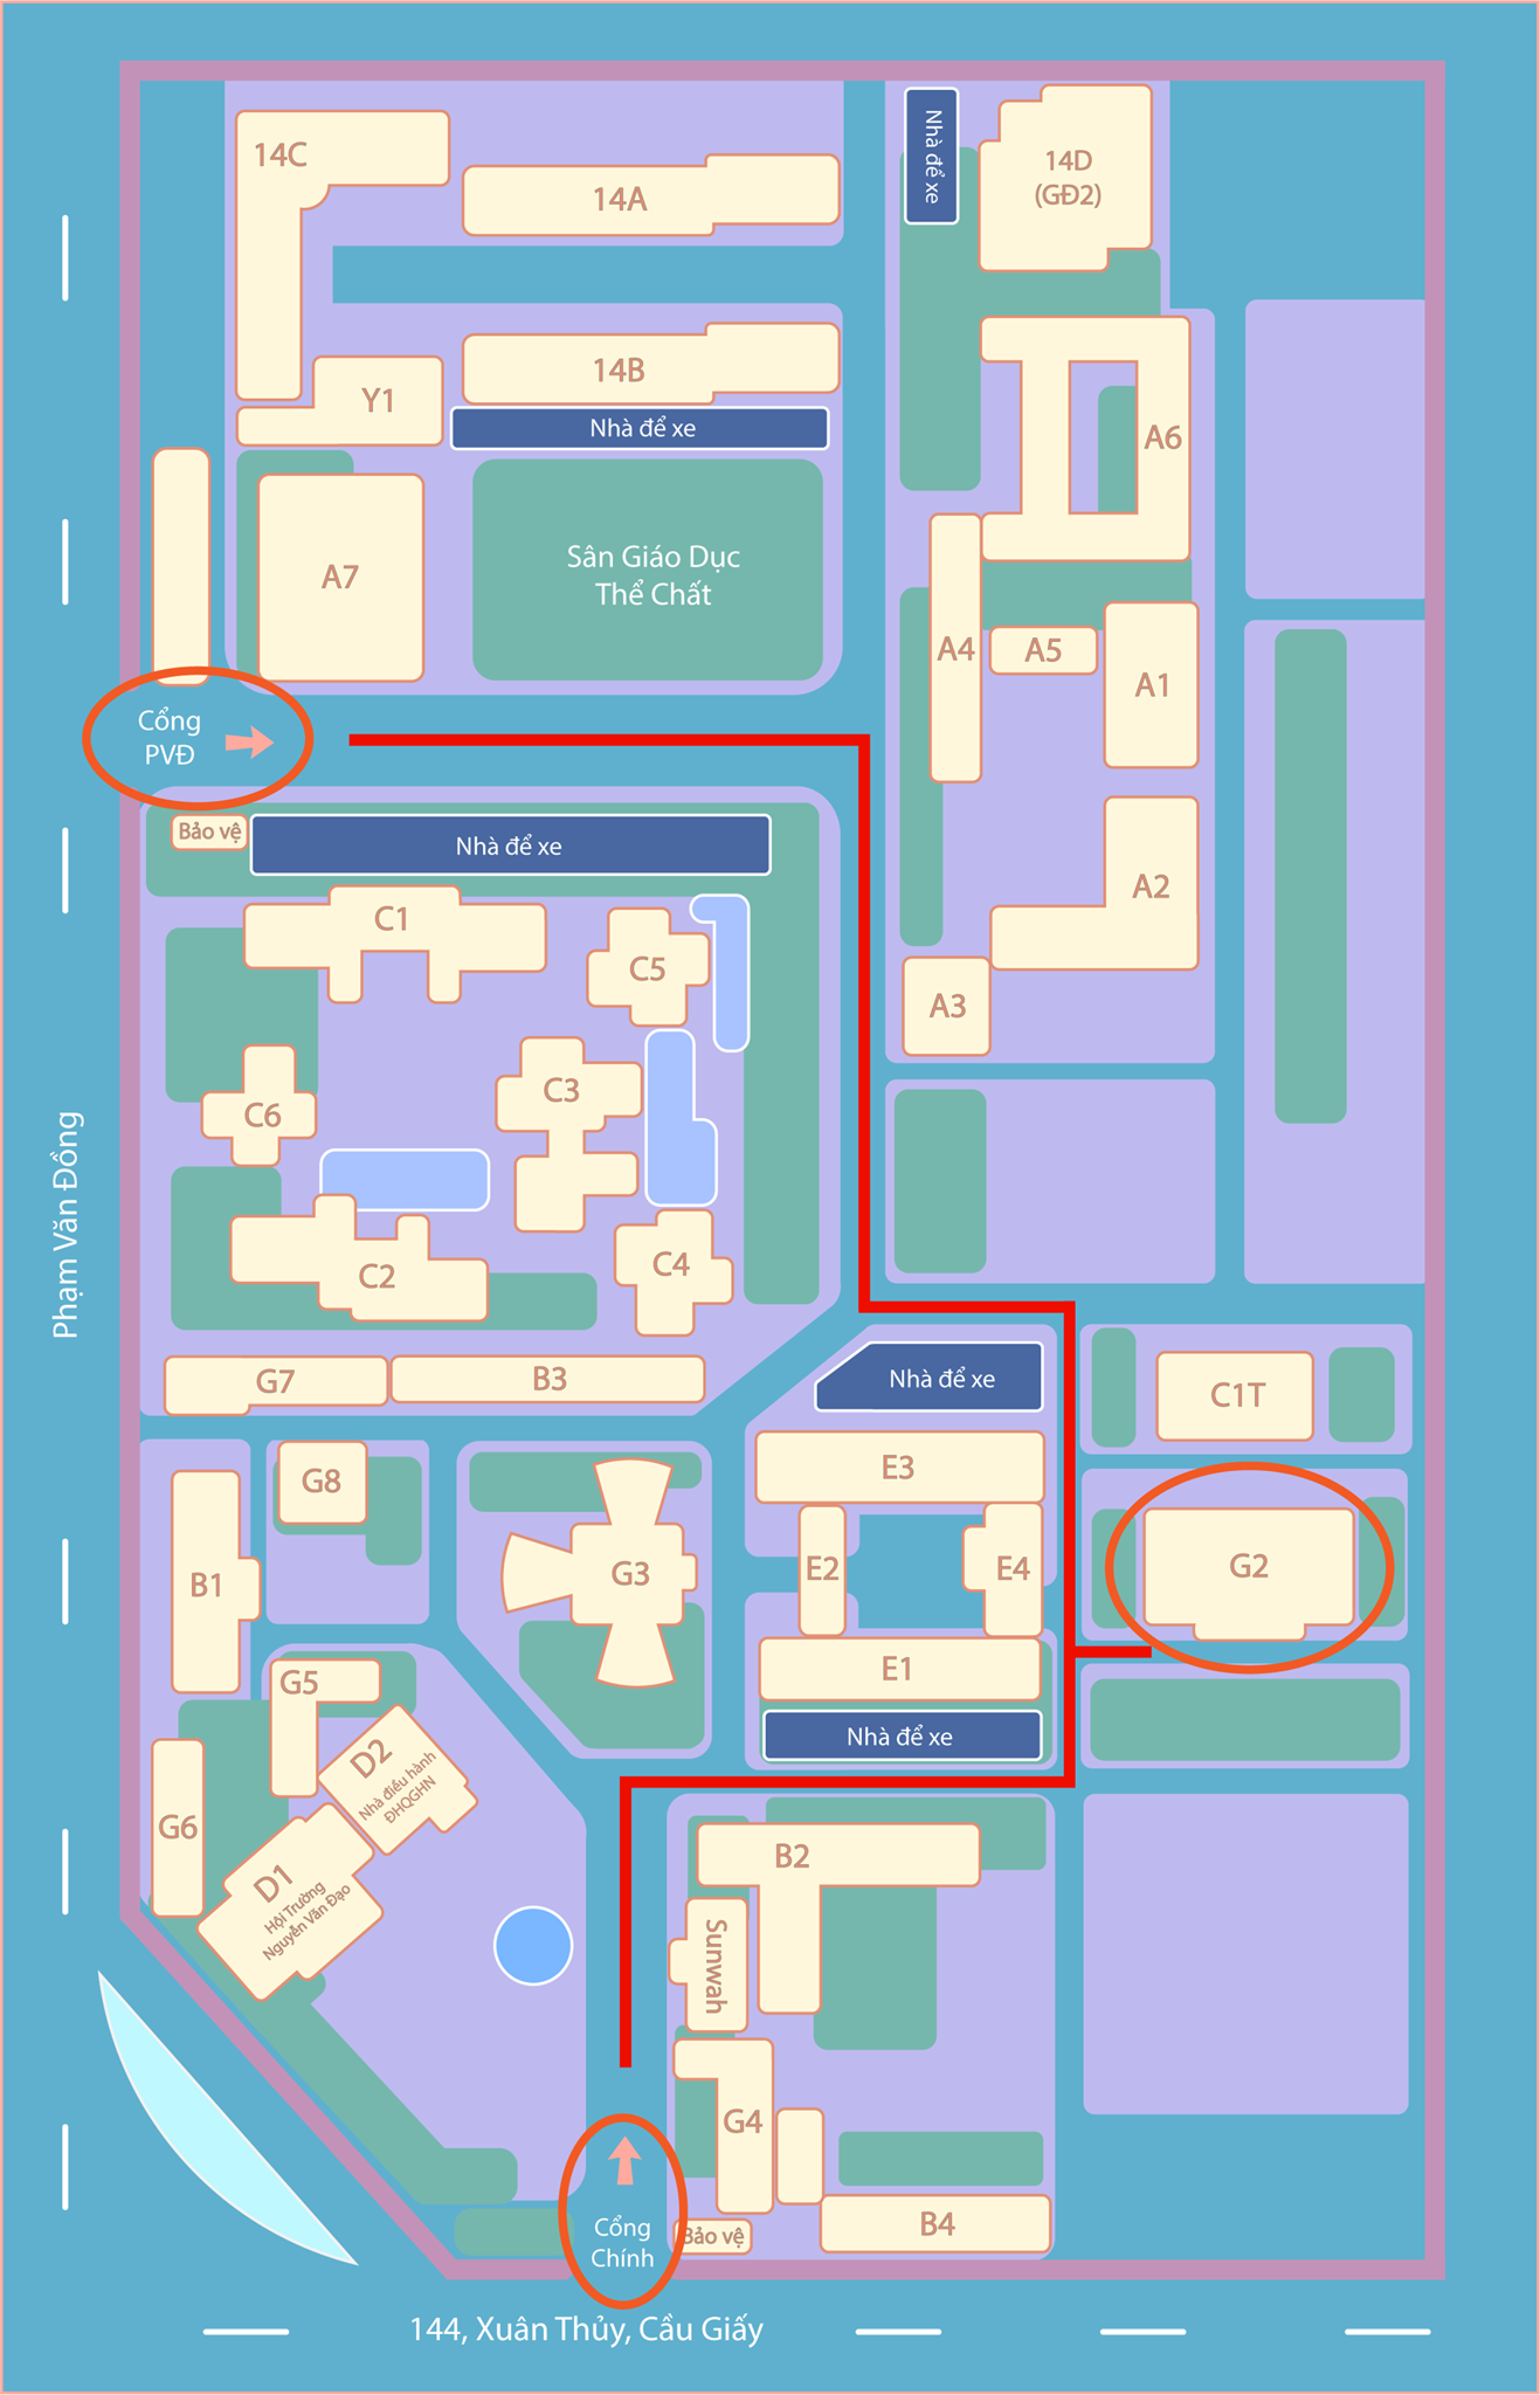 14C
14A
Nhà để xe
14D
(GĐ2)
14B
Y1
Nhà để xe
A6
A7
Sân Giáo Dục
Thể Chất
A4
A5
A1
Cổng
PVĐ
Bảo vệ
Nhà để xe
A2
C1
C5
A3
C3
C6
Phạm Văn Đồng
C2
C4
G7
B3
Nhà để xe
C1T
G8
E3
B1
G3
E2
E4
G2
G5
E1
D2
Nhà điều hành
ĐHQGHN
Nhà để xe
G6
D1
Hội Trường
Nguyễn Văn Đạo
B2
Sunwah
G4
Cổng
Chính
Bảo vệ
B4
144, Xuân Thủy, Cầu Giấy